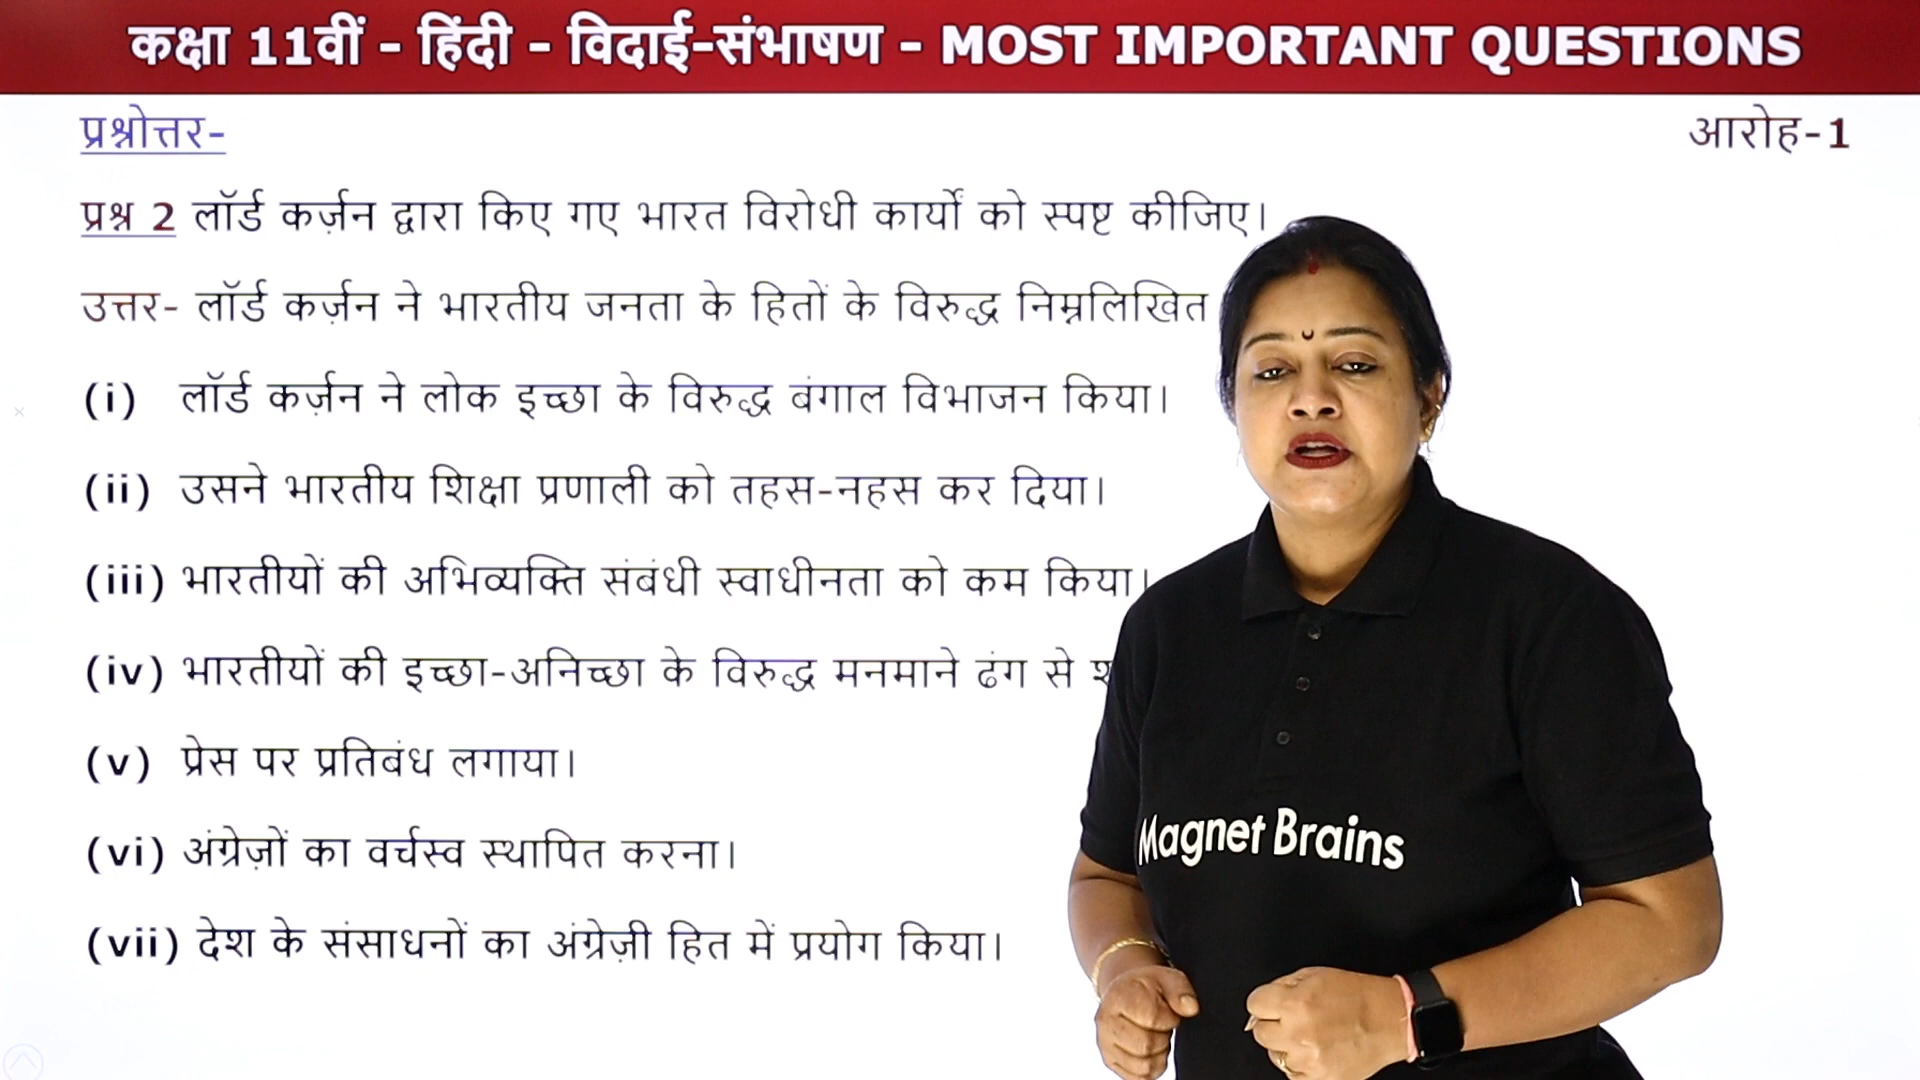 कक्षा 11वीं - हिंदी - विदाई-संभाषण - MOST IMPORTANT QUESTIONS
प्रश्नोत्तर-
आरोह-1
प्रश्न 2 लॉर्ड कर्ज़न द्वारा किए गए भारत विरोधी कार्यों को स्पष्ट कीजिए।
उत्तर- लॉर्ड कर्ज़न ने भारतीय जनता के हितों के विरुद्ध निम्नलिखित
(i) लॉर्ड कर्ज़न ने लोक इच्छा के विरुद्ध बंगाल विभाजन किया।
(ii) उसने भारतीय शिक्षा प्रणाली को तहस-नहस कर दिया।
(iii) भारतीयों की अभिव्यक्ति संबंधी स्वाधीनता को कम किया।
(iv) भारतीयों की इच्छा-अनिच्छा के विरुद्ध मनमाने ढंग से
(v) प्रेस पर प्रतिबंध लगाया।
(vi) अंग्रेज़ों का वर्चस्व स्थापित करना।
(vii) देश के संसाधनों का अंग्रेज़ी हित में प्रयोग किया।
Magnet Brains